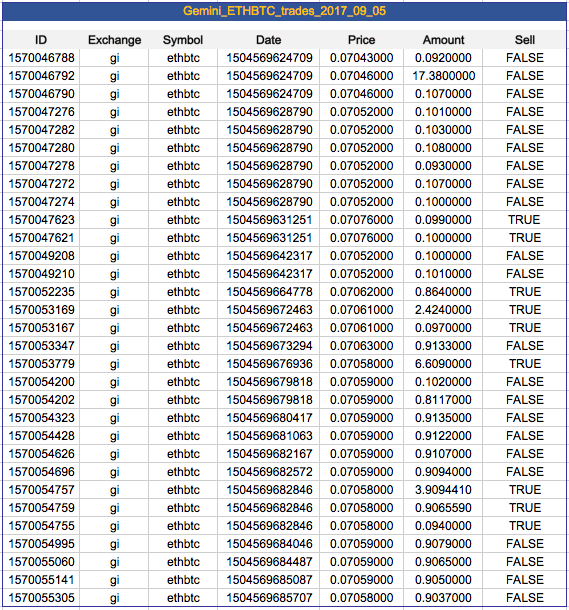 Gemini_ETHBTC_trades_2017_09_05
ID Exchange Symbol Date Price Amount Sell
1570046788 gi ethbtc 1504569624709 0.07043000 0.0920000 FALSE
1570046792 gi ethbtc 1504569624709 0.07046000 17.3800000 FALSE
1570046790 gi ethbtc 1504569624709 0.07046000 0.1070000 FALSE
1570047276 gi ethbtc 1504569628790 0.07052000 0.1010000 FALSE
1570047282 gi ethbtc 1504569628790 0.07052000 0.1030000 FALSE
1570047280 gi ethbtc 1504569628790 0.07052000 0.1080000 FALSE
1570047278 gi ethbtc 1504569628790 0.07052000 0.0930000 FALSE
1570047272 gi ethbtc 1504569628790 0.07052000 0.1070000 FALSE
1570047274 gi ethbtc 1504569628790 0.07052000 0.1000000 FALSE
1570047623 gi ethbtc 1504569631251 0.07076000 0.0990000 TRUE
1570047621 gi ethbtc 1504569631251 0.07076000 0.1000000 TRUE
1570049208 gi ethbtc 1504569642317 0.07052000 0.1000000 FALSE
1570049210 gi ethbtc 1504569642317 0.07052000 0.1010000 FALSE
1570052235 gi ethbtc 1504569664778 0.07062000 0.8640000 TRUE
1570053169 gi ethbtc 1504569672463 0.07061000 2.4240000 TRUE
1570053167 gi ethbtc 1504569672463 0.07061000 0.0970000 TRUE
1570053347 gi ethbtc 1504569673294 0.07063000 0.9133000 FALSE
1570053779 gi ethbtc 1504569676936 0.07058000 6.6090000 TRUE
1570054200 gi ethbtc 1504569679818 0.07059000 0.1020000 FALSE
1570054202 gi ethbtc 1504569679818 0.07059000 0.8117000 FALSE
1570054323 gi ethbtc 1504569680417 0.07059000 0.9135000 FALSE
1570054428 gi ethbtc 1504569681063 0.07059000 0.9122000 FALSE
1570054626 gi ethbtc 1504569682167 0.07059000 0.9107000 FALSE
1570054696 gi ethbtc 1504569682572 0.07059000 0.9094000 FALSE
1570054757 gi ethbtc 1504569682846 0.07058000 3.9094410 TRUE
1570054759 gi ethbtc 1504569682846 0.07058000 0.9065590 TRUE
1570054755 gi ethbtc 1504569682846 0.07058000 0.0940000 TRUE
1570054995 gi ethbtc 1504569684046 0.07059000 0.9079000 FALSE
1570055060 gi ethbtc 1504569684487 0.07059000 0.9065000 FALSE
1570055141 gi ethbtc 1504569685087 0.07059000 0.9050000 FALSE
1570055305 gi ethbtc 1504569685707 0.07058000 0.9037000 FALSE